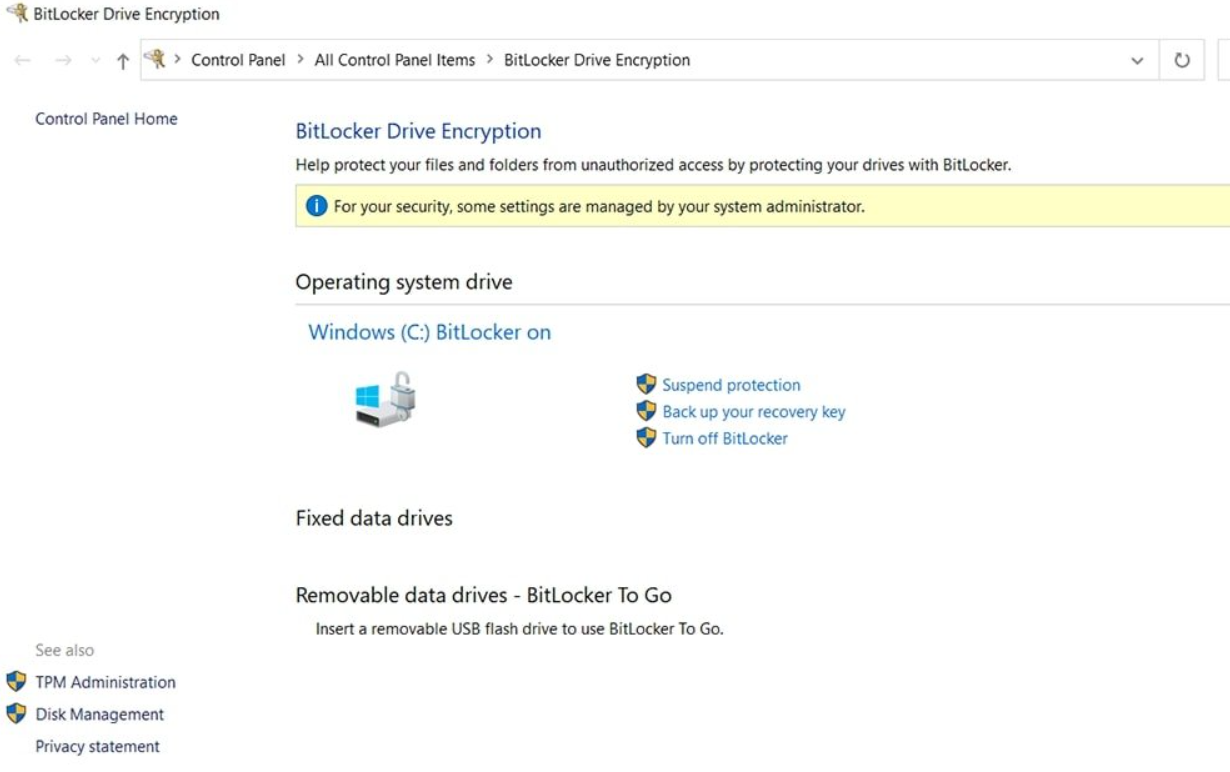 BitLocker Drive Encryption
Control Panel > All Control Panel Items > BitLocker Drive Encryption
Control Panel Home
BitLocker Drive Encryption
Help protect your files and folders from unauthorized access by protecting your drives with BitLocker.
For your security, some settings are managed by your system administrator.
Operating system drive
Windows (C:) BitLocker on
Suspend protection
Back up your recovery key
Turn off BitLocker
Fixed data drives
Removable data drives - BitLocker To Go
Insert a removable USB flash drive to use BitLocker To Go.
See also
TPM Administration
Disk Management
Privacy statement